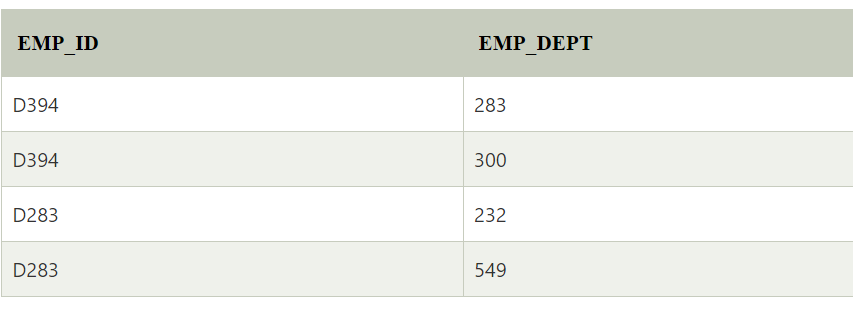 EMP_ID EMP_DEPT
D394 283
D394 300
D283 232
D283 549